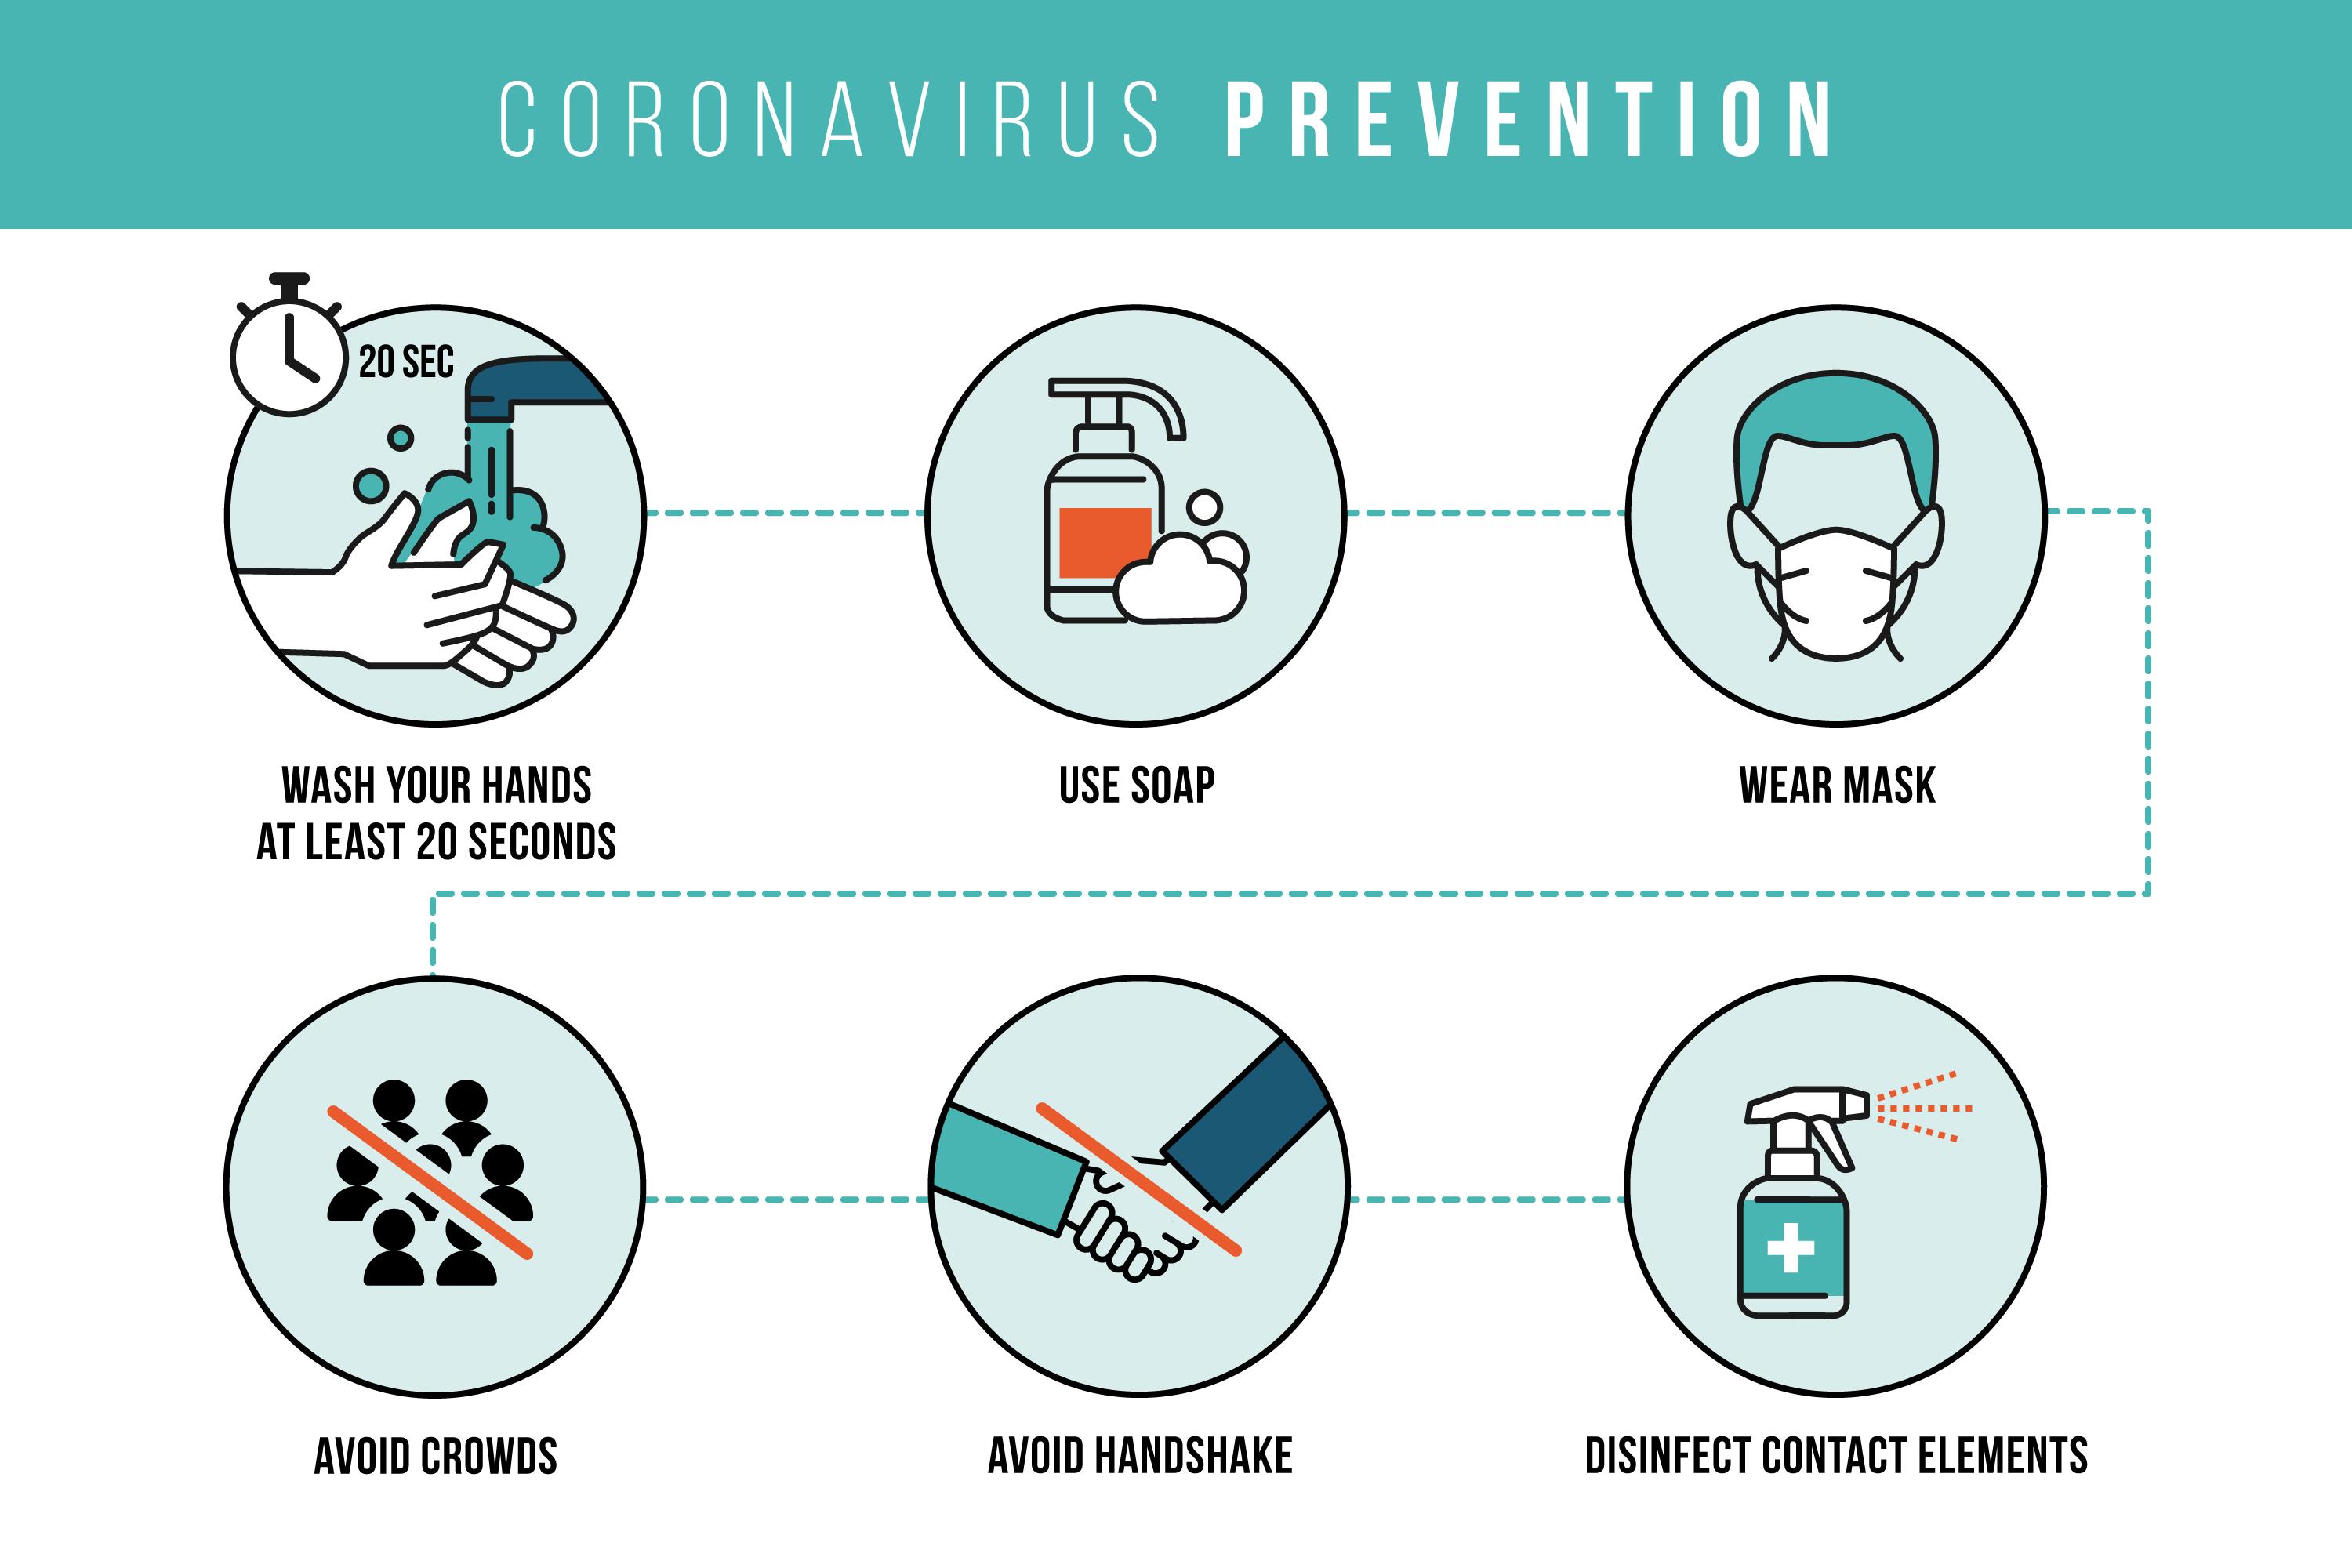 CORONAVIRUS PREVENTION
20 SEC
WASH YOUR HANDS
AT LEAST 20 SECONDS
USE SOAP
WEAR MASK
AVOID CROWDS
AVOID HANDSHAKE
DISINFECT CONTACT ELEMENTS